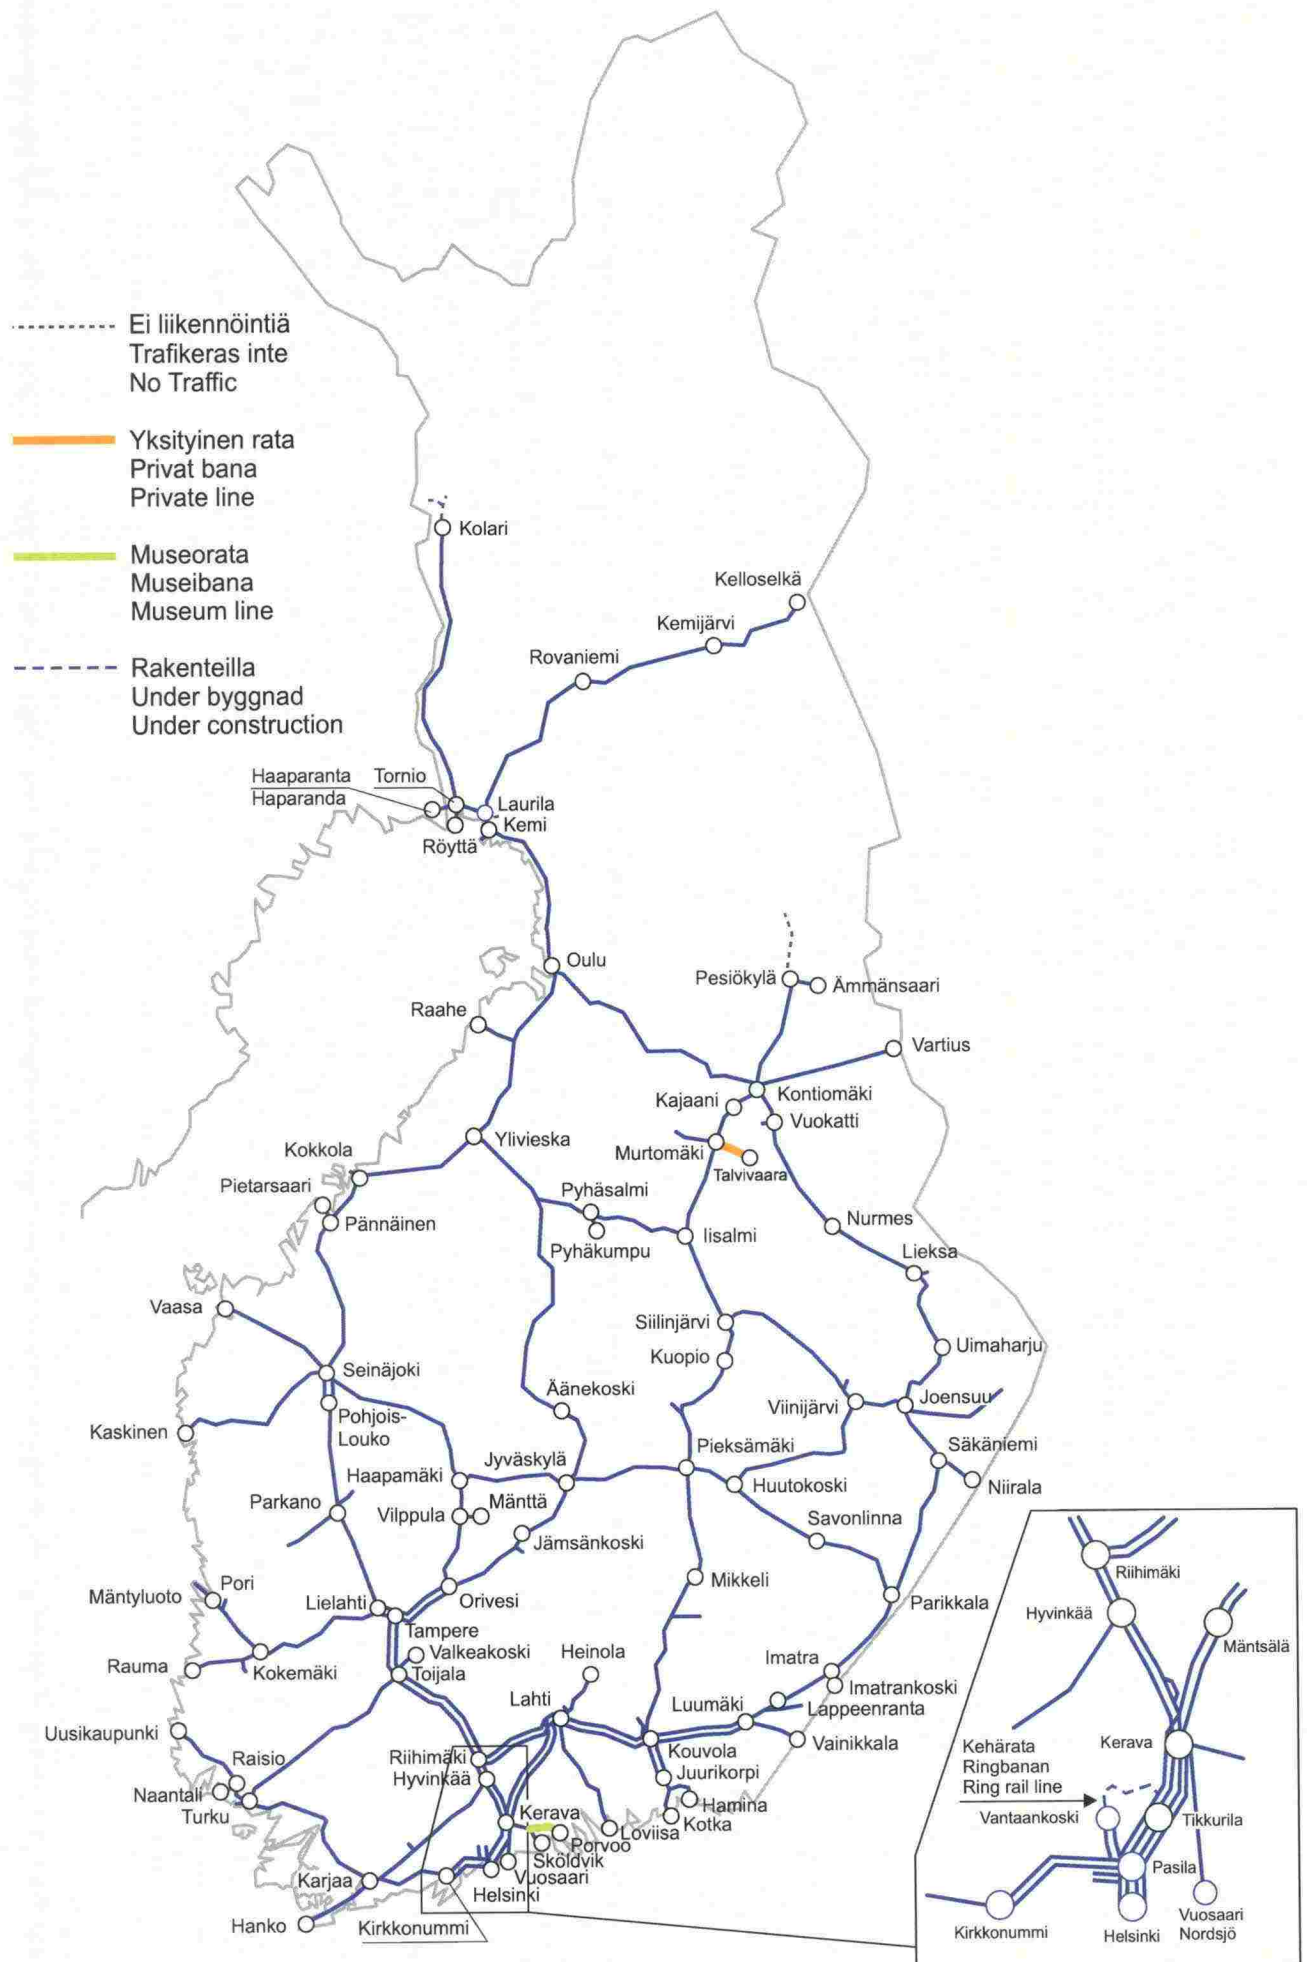 Ei liikennöintiä
Trafikeras inte
No Traffic
Yksityinen rata
Privat bana
Private line
Museorata
Museibana
Museum line
Rakenteilla
Under byggnad
Under construction
Kolari
Kelloselkä
Kemijärvi
Rovaniemi
Haaparanta
Haparanda
Tornio
Laurila
Kemi
Röyttä
Oulu
Pesiökylä
Ämmänsaari
Raahe
Vartius
Kontiomäki
Kajaani
Vuokatti
Ylivieska
Murtomäki
Talvivaara
Kokkola
Pietarsaari
Pännäinen
Pyhäsalmi
Pyhäkumpu
Iisalmi
Nurmes
Lieksa
Vaasa
Siilinjärvi
Kuopio
Uimaharju
Seinäjoki
Äänekoski
Viinijärvi
Joensuu
Pohjois-
Louko
Kaskinen
Jyväskylä
Pieksämäki
Säkäniemi
Haapamäki
Huutokoski
Niirala
Parkano
Vilppula
Mänttä
Savonlinna
Jämsänkoski
Mäntyluoto
Pori
Lielahti
Orivesi
Mikkeli
Parikkala
Tampere
Valkeakoski
Heinola
Imatra
Rauma
Kokemäki
Toijala
Imatrankoski
Lahti
Luumäki
Lappeenranta
Uusikaupunki
Vainikkala
Raisio
Riihimäki
Kouvola
Naantali
Hyvinkää
Juurikorpi
Turku
Kerava
Hamina
Kotka
Loviisa
Porvoo
Sköldvik
Vuosaari
Karjaa
Helsinki
Hanko
Kirkkonummi
Riihimäki
Hyvinkää
Mäntsälä
Kerava
Kehärata
Ringbanan
Ring rail line
Vantaankoski
Tikkurila
Pasila
Kirkkonummi
Helsinki
Vuosaari
Nordsjö